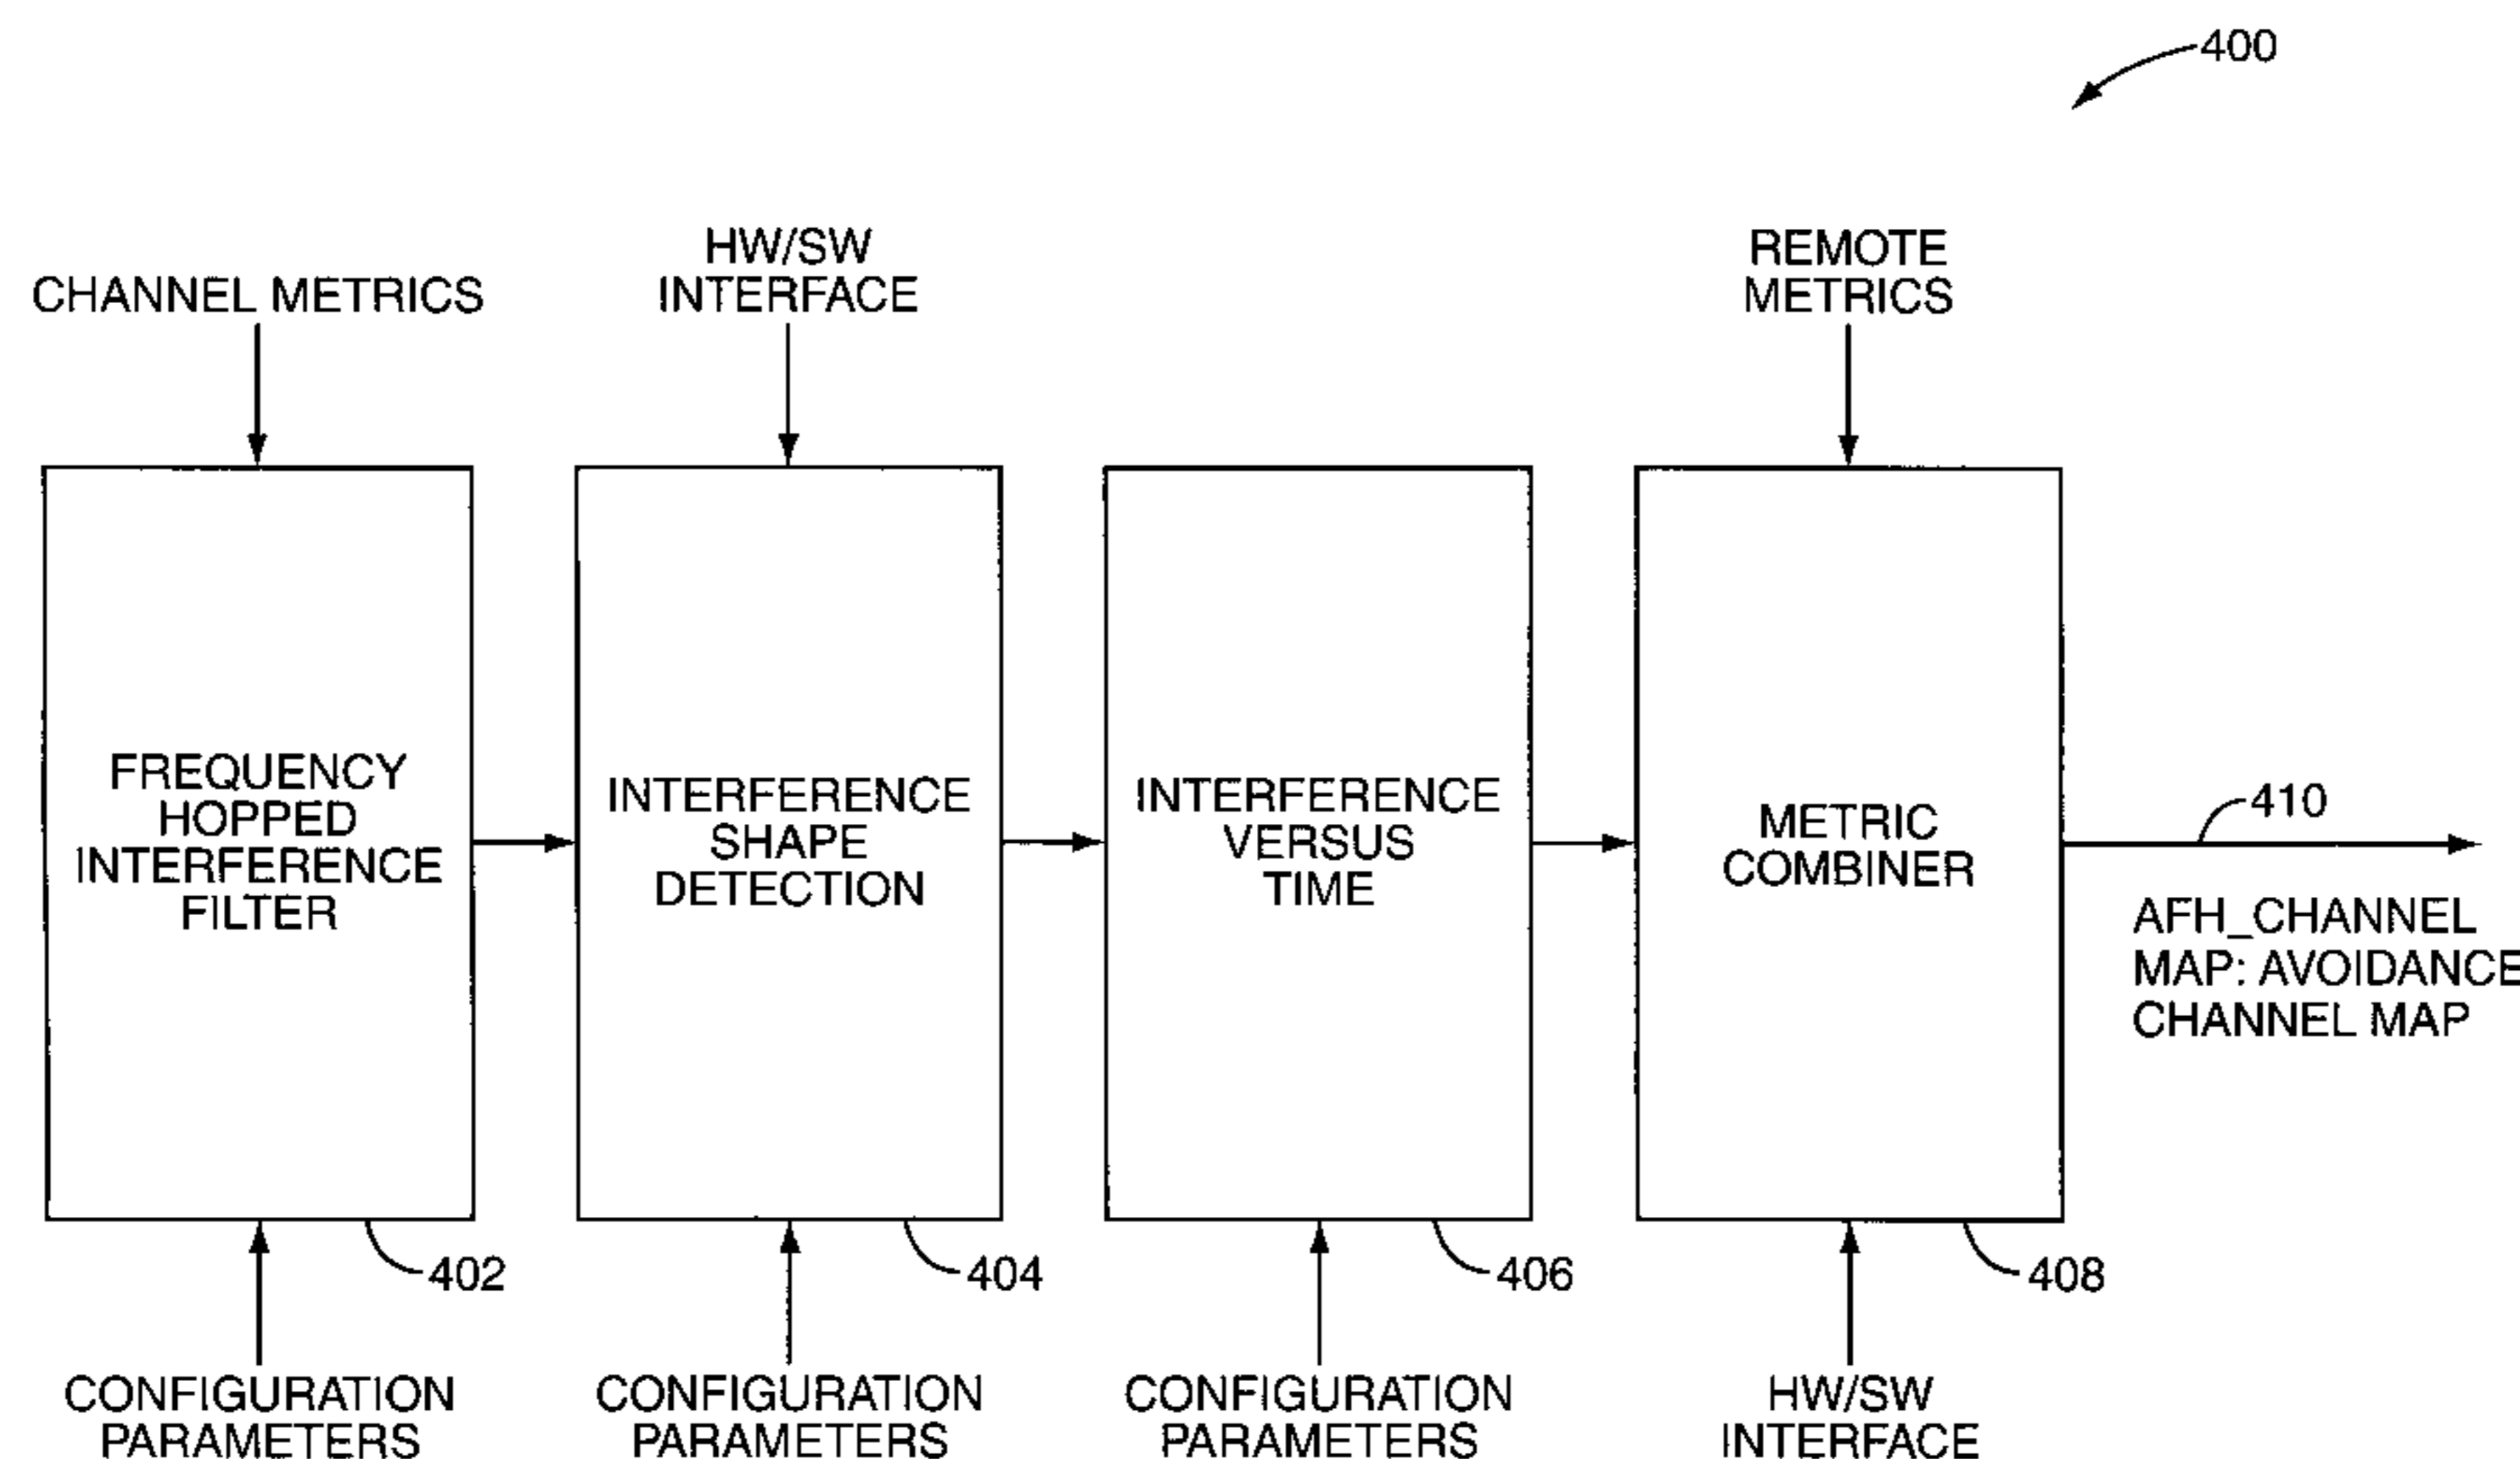 400
CHANNEL METRICS
HW/SW
INTERFACE
REMOTE
METRICS
FREQUENCY
HOPPED
INTERFERENCE
FILTER
INTERFERENCE
SHAPE
DETECTION
INTERFERENCE
VERSUS
TIME
METRIC
COMBINER
410
AFH_CHANNEL
MAP: AVOIDANCE
CHANNEL MAP
402
404
406
408
CONFIGURATION
PARAMETERS
CONFIGURATION
PARAMETERS
CONFIGURATION
PARAMETERS
HW/SW
INTERFACE